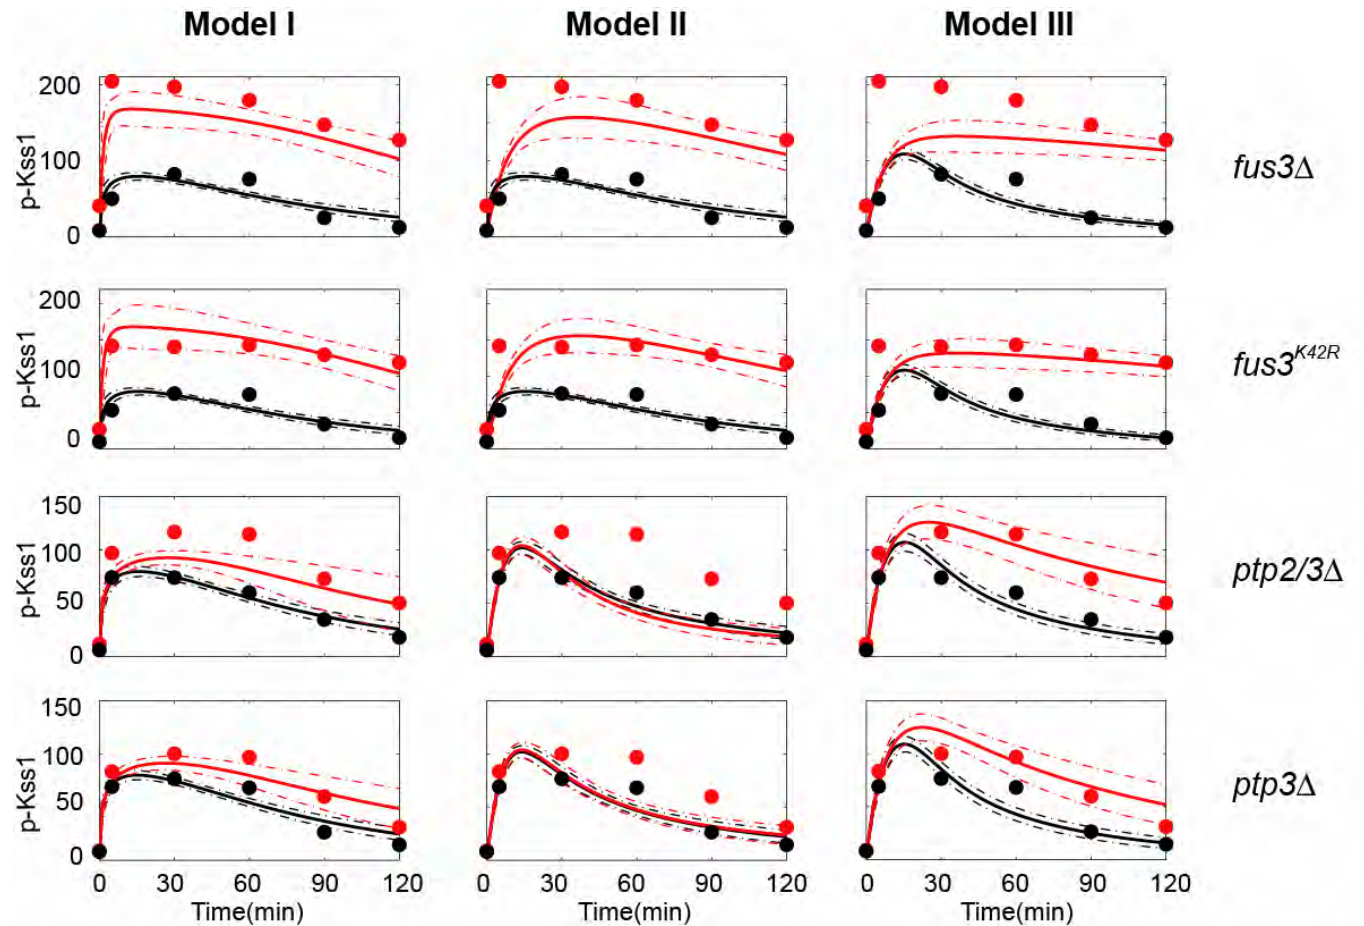 Model I Model II Model III
200
100
0
p-Kss1
fus3Δ
200
100
0
p-Kss1
fus3K42R
150
100
50
0
p-Kss1
ptp2/3Δ
150
100
50
0
p-Kss1
ptp3Δ
0 30 60 90 120 0 30 60 90 120 0 30 60 90 120
Time(min) Time(min) Time(min)